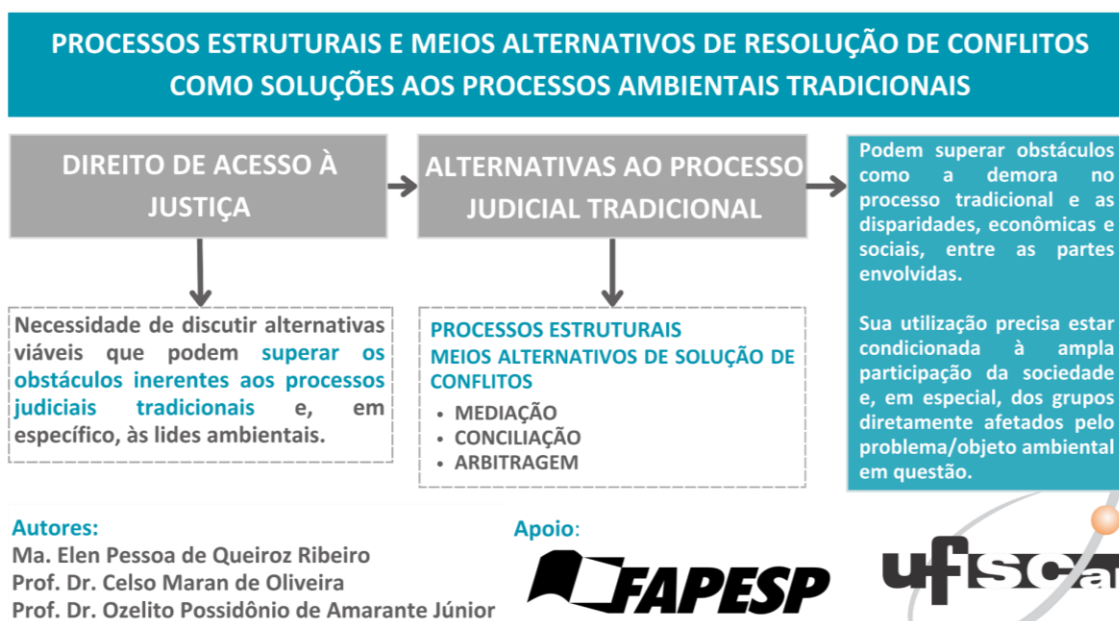 PROCESSOS ESTRUTURAIS E MEIOS ALTERNATIVOS DE RESOLUÇÃO DE CONFLITOS
COMO SOLUÇÕES AOS PROCESSOS AMBIENTAIS TRADICIONAIS
DIREITO DE ACESSO À
JUSTIÇA
Necessidade de discutir alternativas
viáveis que podem superar os
obstáculos inerentes aos processos
judiciais tradicionais e, em
específico, às lides ambientais.
ALTERNATIVAS AO PROCESSO
JUDICIAL TRADICIONAL
PROCESSOS ESTRUTURAIS
MEIOS ALTERNATIVOS DE SOLUÇÃO DE
CONFLITOS
• MEDIAÇÃO
• CONCILIAÇÃO
• ARBITRAGEM
Podem superar obstáculos
como a demora no
processo tradicional e as
disparidades, econômicas e
sociais, entre as partes
envolvidas.
Sua utilização precisa estar
condicionada à ampla
participação da sociedade
e, em especial, dos grupos
diretamente afetados pelo
problema/objeto ambiental
em questão.
Autores:
Ma. Elen Pessoa de Queiroz Ribeiro
Prof. Dr. Celso Maran de Oliveira
Prof. Dr. Ozelito Possidônio de Amarante Júnior
Apoio:
FAPESP
ufsCar